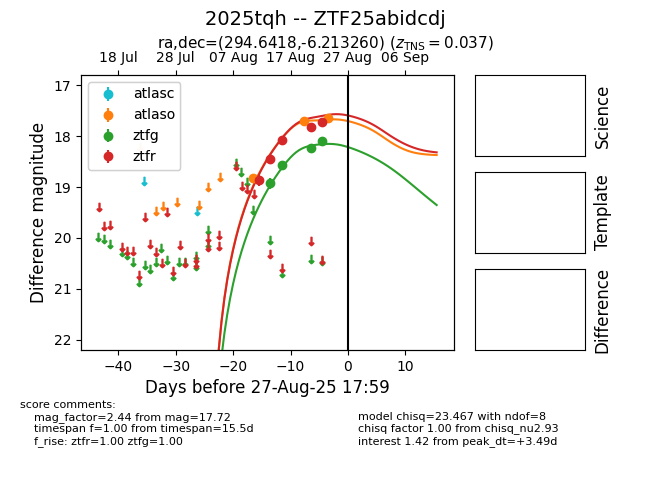 2025tqh -- ZTF25abidcdj
ra,dec=(294.6418,-6.213260) (z_TNS = 0.037)
18 Jul 28 Jul 07 Aug 17 Aug 27 Aug 06 Sep
atlasc
atlaso
ztfg
ztfr
17
18
19
20
21
22
Difference magnitude
−40 −30 −20 −10 0 10
Days before 27-Aug-25 17:59
Science
Template
Difference
score comments:
mag_factor=2.44 from mag=17.72
timespan f=1.00 from timespan=15.5d
f_rise: ztfr=1.00 ztfg=1.00
model chisq=23.467 with ndof=8
chisq factor 1.00 from chisq_nu2.93
interest 1.42 from peak_dt=+3.49d